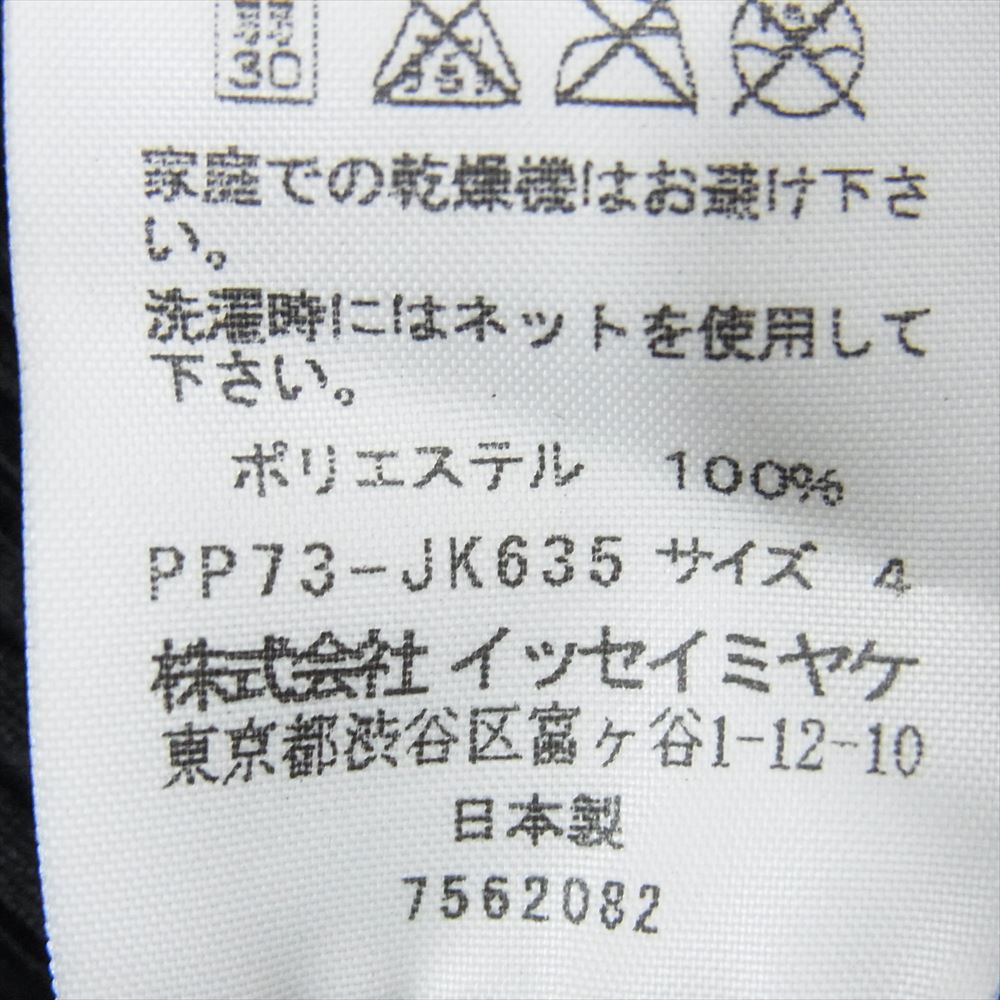 30
家庭での乾燥機はお避け下さ
い。
洗濯時にはネットを使用して
下さい。
ポリエステル 100%
PP73-JK635 サイズ 4
株式会社 イッセイミヤケ
東京都渋谷区富ヶ谷1-12-10
日本製
7562082